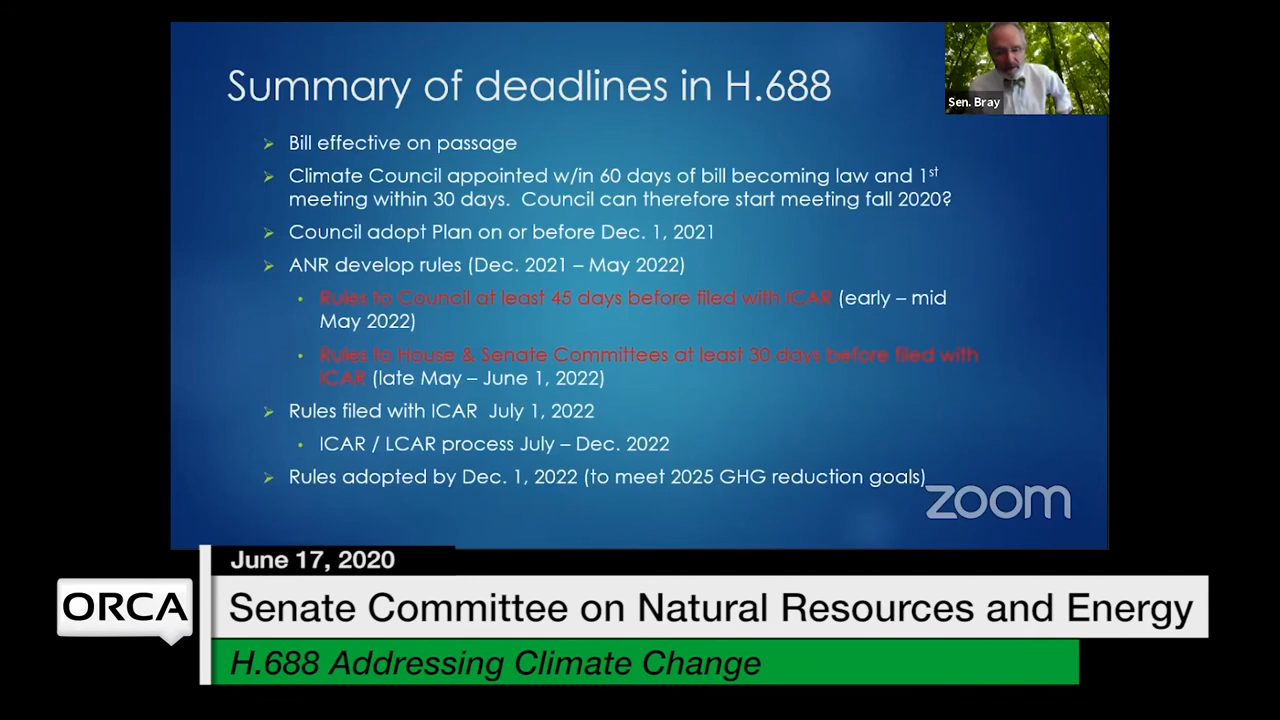 Summary of deadlines in H.688
Sen. Bray
Bill effective on passage
Climate Council appointed w/in 60 days of bill becoming law and 1st
meeting within 30 days. Council can therefore start meeting fall 2020?
Council adopt Plan on or before Dec. 1, 2021
ANR develop rules (Dec. 2021 – May 2022)
Rules to Council at least 45 days before filed with ICAR (early – mid
May 2022)
Rules to House & Senate Committees at least 30 days before filed with
ICAR (late May – June 1, 2022)
Rules filed with ICAR July 1, 2022
ICAR / LCAR process July – Dec. 2022
Rules adopted by Dec. 1, 2022 (to meet 2025 GHG reduction goals)
zoom
June 17, 2020
ORCA
Senate Committee on Natural Resources and Energy
H.688 Addressing Climate Change